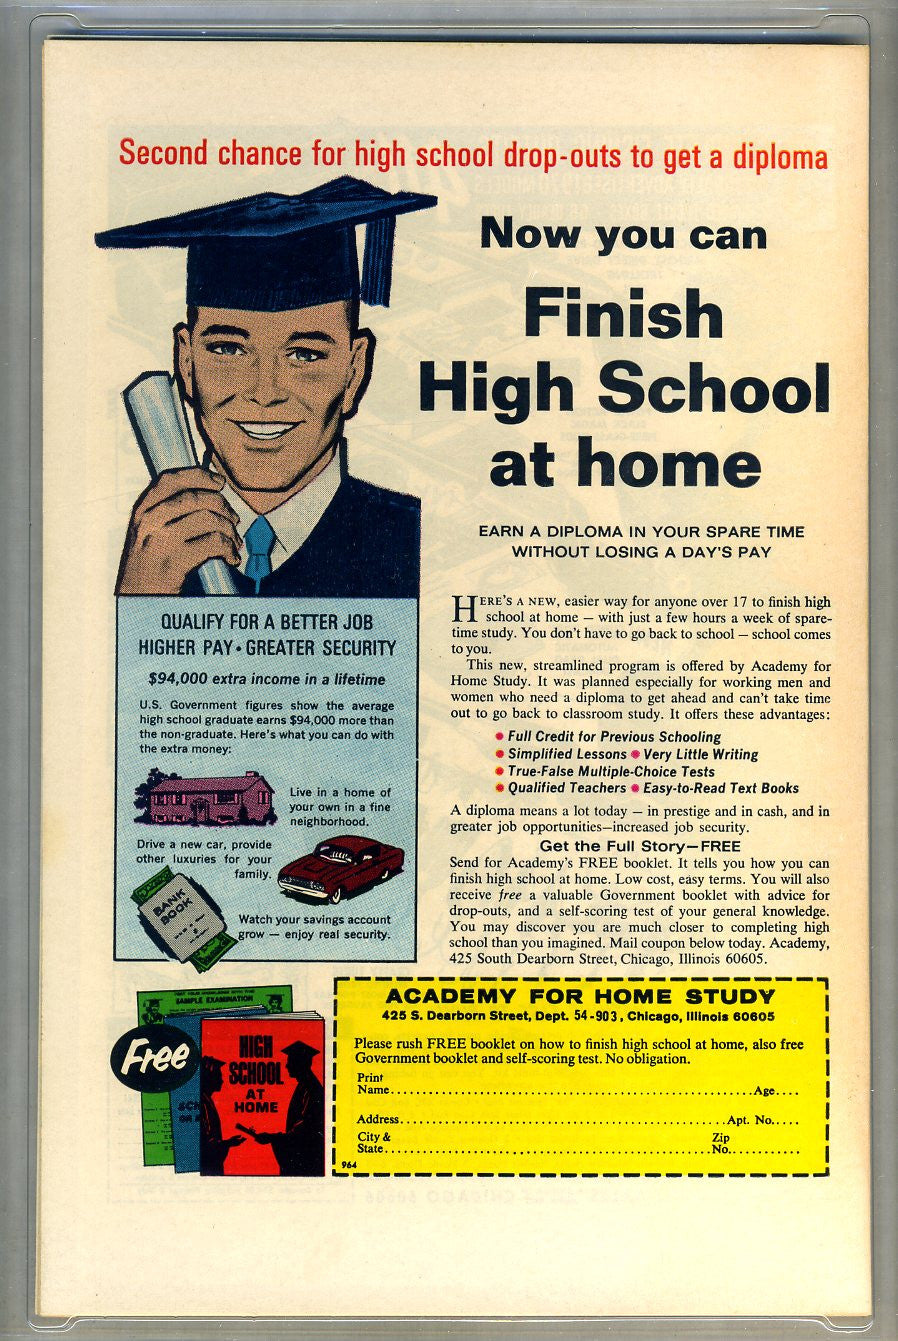 Second chance for high school drop-outs to get a diploma
Now you can
Finish
High School
at home
EARN A DIPLOMA IN YOUR SPARE TIME
WITHOUT LOSING A DAY'S PAY
QUALIFY FOR A BETTER JOB
HIGHER PAY • GREATER SECURITY
$94,000 extra income in a lifetime
U.S. Government figures show the average
high school graduate earns $94,000 more than
the non-graduate. Here's what you can do with
the extra money:
Live in a home of
your own in a fine
neighborhood.
Drive a new car, provide
other luxuries for your
family.
BANK
BOOK
Watch your savings account
grow — enjoy real security.
HERE'S A NEW, easier way for anyone over 17 to finish high
school at home — with just a few hours a week of spare-
time study. You don't have to go back to school — school comes
to you.
This new, streamlined program is offered by Academy for
Home Study. It was planned especially for working men and
women who need a diploma to get ahead and can't take time
out to go back to classroom study. It offers these advantages:
• Full Credit for Previous Schooling
• Simplified Lessons • Very Little Writing
• True-False Multiple-Choice Tests
• Qualified Teachers • Easy-to-Read Text Books
A diploma means a lot today — in prestige and in cash, and in
greater job opportunities—increased job security.
Get the Full Story—FREE
Send for Academy's FREE booklet. It tells you how you can
finish high school at home. Low cost, easy terms. You will also
receive free a valuable Government booklet with advice for
drop-outs, and a self-scoring test of your general knowledge.
You may discover you are much closer to completing high
school than you imagined. Mail coupon below today. Academy,
425 South Dearborn Street, Chicago, Illinois 60605.
SAMPLE EXAMINATION
Free
HIGH
SCHOOL
AT
HOME
ACADEMY FOR HOME STUDY
425 S. Dearborn Street, Dept. 54-903, Chicago, Illinois 60605
Please rush FREE booklet on how to finish high school at home, also free
Government booklet and self-scoring test. No obligation.
Print
Name..........Age....
Address..........Apt. No.....
City & Zip
State..........No...........
964